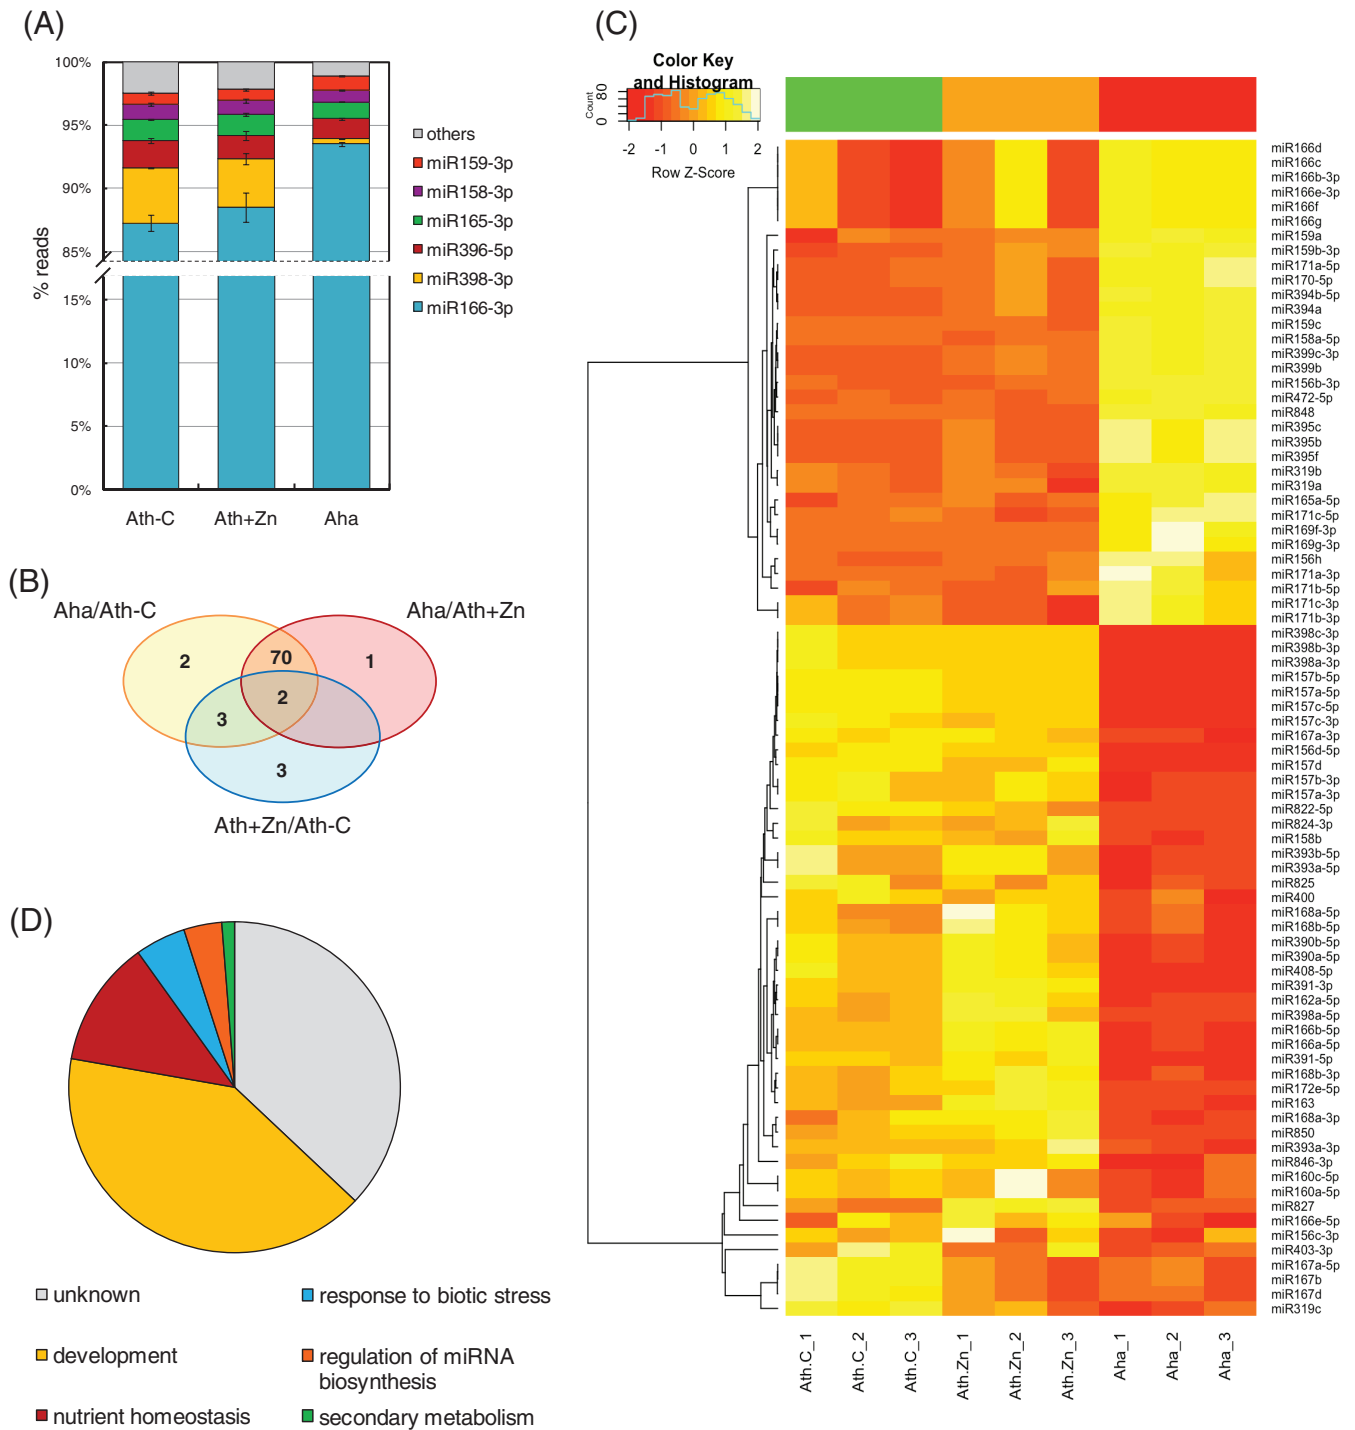 (A)
100%
95%
90%
85%
15%
10%
5%
0%
% reads
Ath-C
Ath+Zn
Aha
others
miR159-3p
miR158-3p
miR165-3p
miR396-5p
miR398-3p
miR166-3p
(B)
Aha/Ath-C
Aha/Ath+Zn
2
70
1
2
3
3
Ath+Zn/Ath-C
(C)
Color Key
and Histogram
Count
0
80
-2 -1 0 1 2
Row Z-Score
miR166d
miR166c
miR166b-3p
miR166e-3p
miR166f
miR166g
miR159a
miR159b-3p
miR171a-5p
miR170-5p
miR394b-5p
miR394a
miR159c
miR158a-5p
miR399c-3p
miR399b
miR156b-3p
miR472-5p
miR848
miR395c
miR395b
miR395f
miR319b
miR319a
miR165a-5p
miR171c-5p
miR169f-3p
miR169g-3p
miR156h
miR171a-3p
miR171b-5p
miR171c-3p
miR171b-3p
miR398c-3p
miR398b-3p
miR398a-3p
miR157b-5p
miR157a-5p
miR157c-5p
miR157c-3p
miR167a-3p
miR156d-5p
miR157d
miR157b-3p
miR157a-3p
miR822-5p
miR824-3p
miR158b
miR393b-5p
miR393a-5p
miR825
miR400
miR168a-5p
miR168b-5p
miR390b-5p
miR390a-5p
miR408-5p
miR391-3p
miR162a-5p
miR398a-5p
miR166b-5p
miR166a-5p
miR391-5p
miR168b-3p
miR172e-5p
miR163
miR168a-3p
miR850
miR393a-3p
miR846-3p
miR160c-5p
miR160a-5p
miR827
miR166e-5p
miR156c-3p
miR403-3p
miR167a-5p
miR167b
miR167d
miR319c
Ath.C_1
Ath.C_2
Ath.C_3
Ath.Zn_1
Ath.Zn_2
Ath.Zn_3
Aha_1
Aha_2
Aha_3
(D)
unknown
development
nutrient homeostasis
response to biotic stress
regulation of miRNA
biosynthesis
secondary metabolism